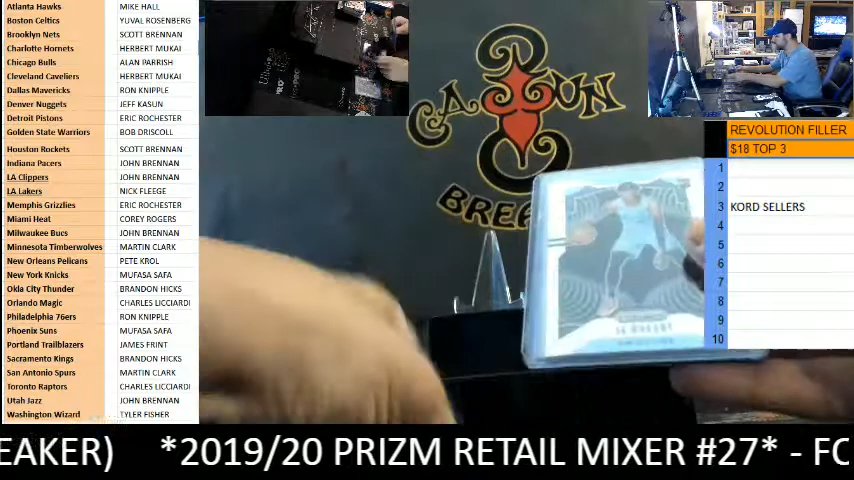 Atlanta Hawks MIKE HALL
Boston Celtics YUVAL ROSENBERG
Brooklyn Nets SCOTT BRENNAN
Charlotte Hornets HERBERT MUKAI
Chicago Bulls ALAN PARRISH
Cleveland Cavaliers HERBERT MUKAI
Dallas Mavericks RON KNIPPLE
Denver Nuggets JEFF KASUN
Detroit Pistons ERIC ROCHESTER
Golden State Warriors BOB DRISCOLL
Houston Rockets SCOTT BRENNAN
Indiana Pacers JOHN BRENNAN
LA Clippers JOHN BRENNAN
LA Lakers NICK FLEEGE
Memphis Grizzlies ERIC ROCHESTER
Miami Heat COREY ROGERS
Milwaukee Bucs JOHN BRENNAN
Minnesota Timberwolves MARTIN CLARK
New Orleans Pelicans PETE KROL
New York Knicks MUFASA SAFA
Okla City Thunder BRANDON HICKS
Orlando Magic CHARLES LICCIARDI
Philadelphia 76ers RON KNIPPLE
Phoenix Suns MUFASA SAFA
Portland Trailblazers JAMES FRINT
Sacramento Kings BRANDON HICKS
San Antonio Spurs MARTIN CLARK
Toronto Raptors CHARLES LICCIARDI
Utah Jazz JOHN BRENNAN
Washington Wizard TYLER FISHER
CAJUN
BREA
REVOLUTION FILLER
$18 TOP 3
1
2
3 KORD SELLERS
4
5
6
7
8
9
10
JA MORANT
EAKER) *2019/20 PRIZM RETAIL MIXER #27* - FC